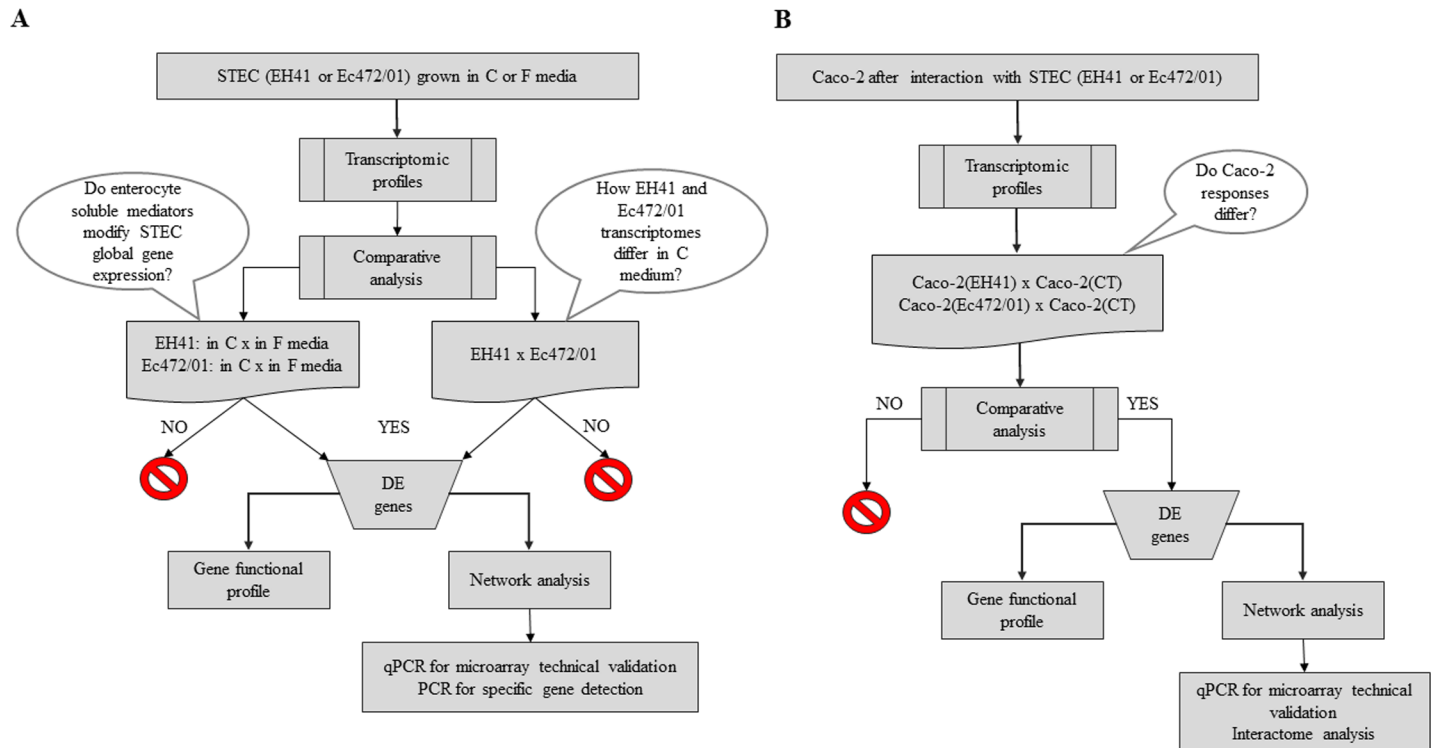 A
STEC (EH41 or Ec472/01) grown in C or F media
Transcriptomic
profiles
Do enterocyte
soluble mediators
modify STEC
global gene
expression?
How EH41 and
Ec472/01
transcriptomes
differ in C
medium?
Comparative
analysis
EH41: in C x in F media
Ec472/01: in C x in F media
EH41 x Ec472/01
NO
YES
NO
DE
genes
Gene functional
profile
Network analysis
qPCR for microarray technical validation
PCR for specific gene detection
B
Caco-2 after interaction with STEC (EH41 or Ec472/01)
Transcriptomic
profiles
Do Caco-2
responses
differ?
Caco-2(EH41) x Caco-2(CT)
Caco-2(Ec472/01) x Caco-2(CT)
NO
Comparative
analysis
YES
DE
genes
Gene functional
profile
Network analysis
qPCR for microarray technical
validation
Interactome analysis